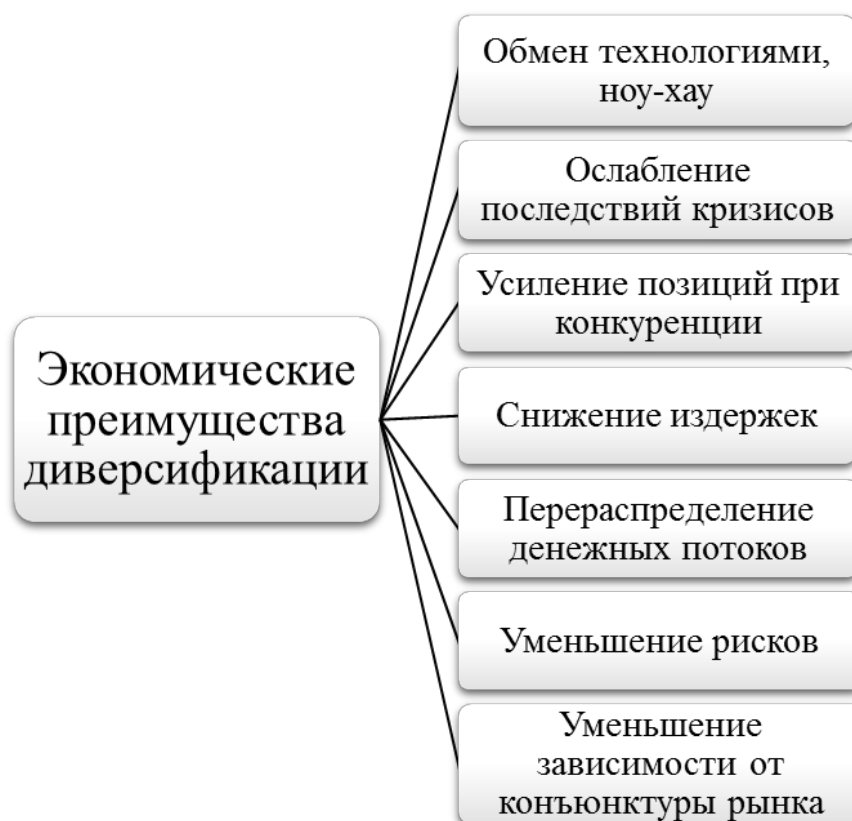 Экономические
преимущества
диверсификации
Обмен технологиями,
ноу-хау
Ослабление
последствий кризисов
Усиление позиций при
конкуренции
Снижение издержек
Перераспределение
денежных потоков
Уменьшение рисков
Уменьшение
зависимости от
конъюнктуры рынка